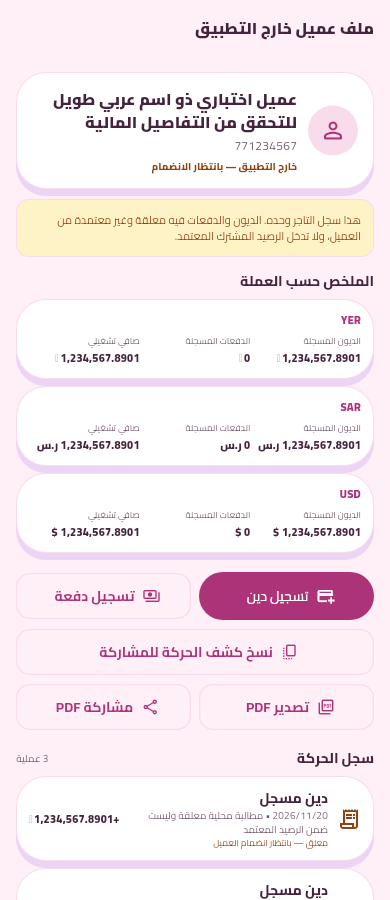 ملف عميل خارج التطبيق
عميل اختباري ذو اسم عربي طويل
للتحقق من التفاصيل المالية
771234567
خارج التطبيق — بانتظار الانضمام
هذا سجل التاجر وحده. الديون والدفعات فيه معلقة وغير معتمدة من
العميل، ولا تدخل الرصيد المشترك المعتمد.
الملخص حسب العملة
YER
الديون المسجلة الدفعات المسجلة صافي تشغيلي
1,234,567.8901 0 1,234,567.8901
SAR
الديون المسجلة الدفعات المسجلة صافي تشغيلي
1,234,567.8901 ر.س 0 ر.س 1,234,567.8901 ر.س
USD
الديون المسجلة الدفعات المسجلة صافي تشغيلي
1,234,567.8901 $ 0 $ 1,234,567.8901 $
تسجيل دين تسجيل دفعة
نسخ كشف الحركة للمشاركة
تصدير PDF مشاركة PDF
سجل الحركة 3 عملية
دين مسجل
2026/11/20 • مطالبة محلية معلقة وليست +1,234,567.8901
ضمن الرصيد المعتمد
معلق — بانتظار انضمام العميل
دين مسجل